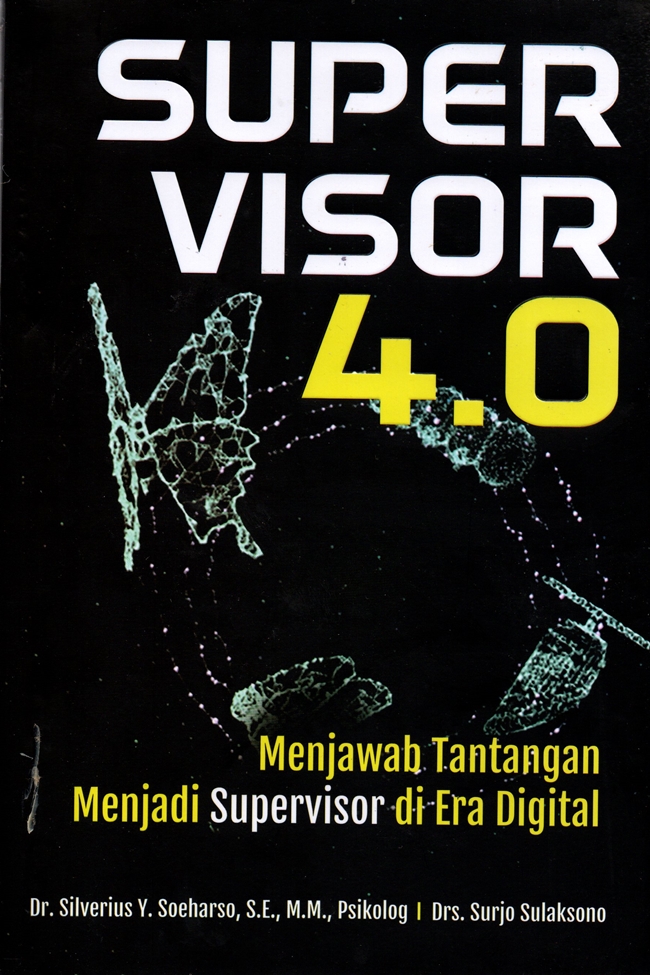 SUPER
VISOR
4.0
Menjawab Tantangan
Menjadi Supervisor di Era Digital
Dr. Silverius Y. Soeharso, S.E., M.M., Psikolog | Drs. Surjo Sulaksono